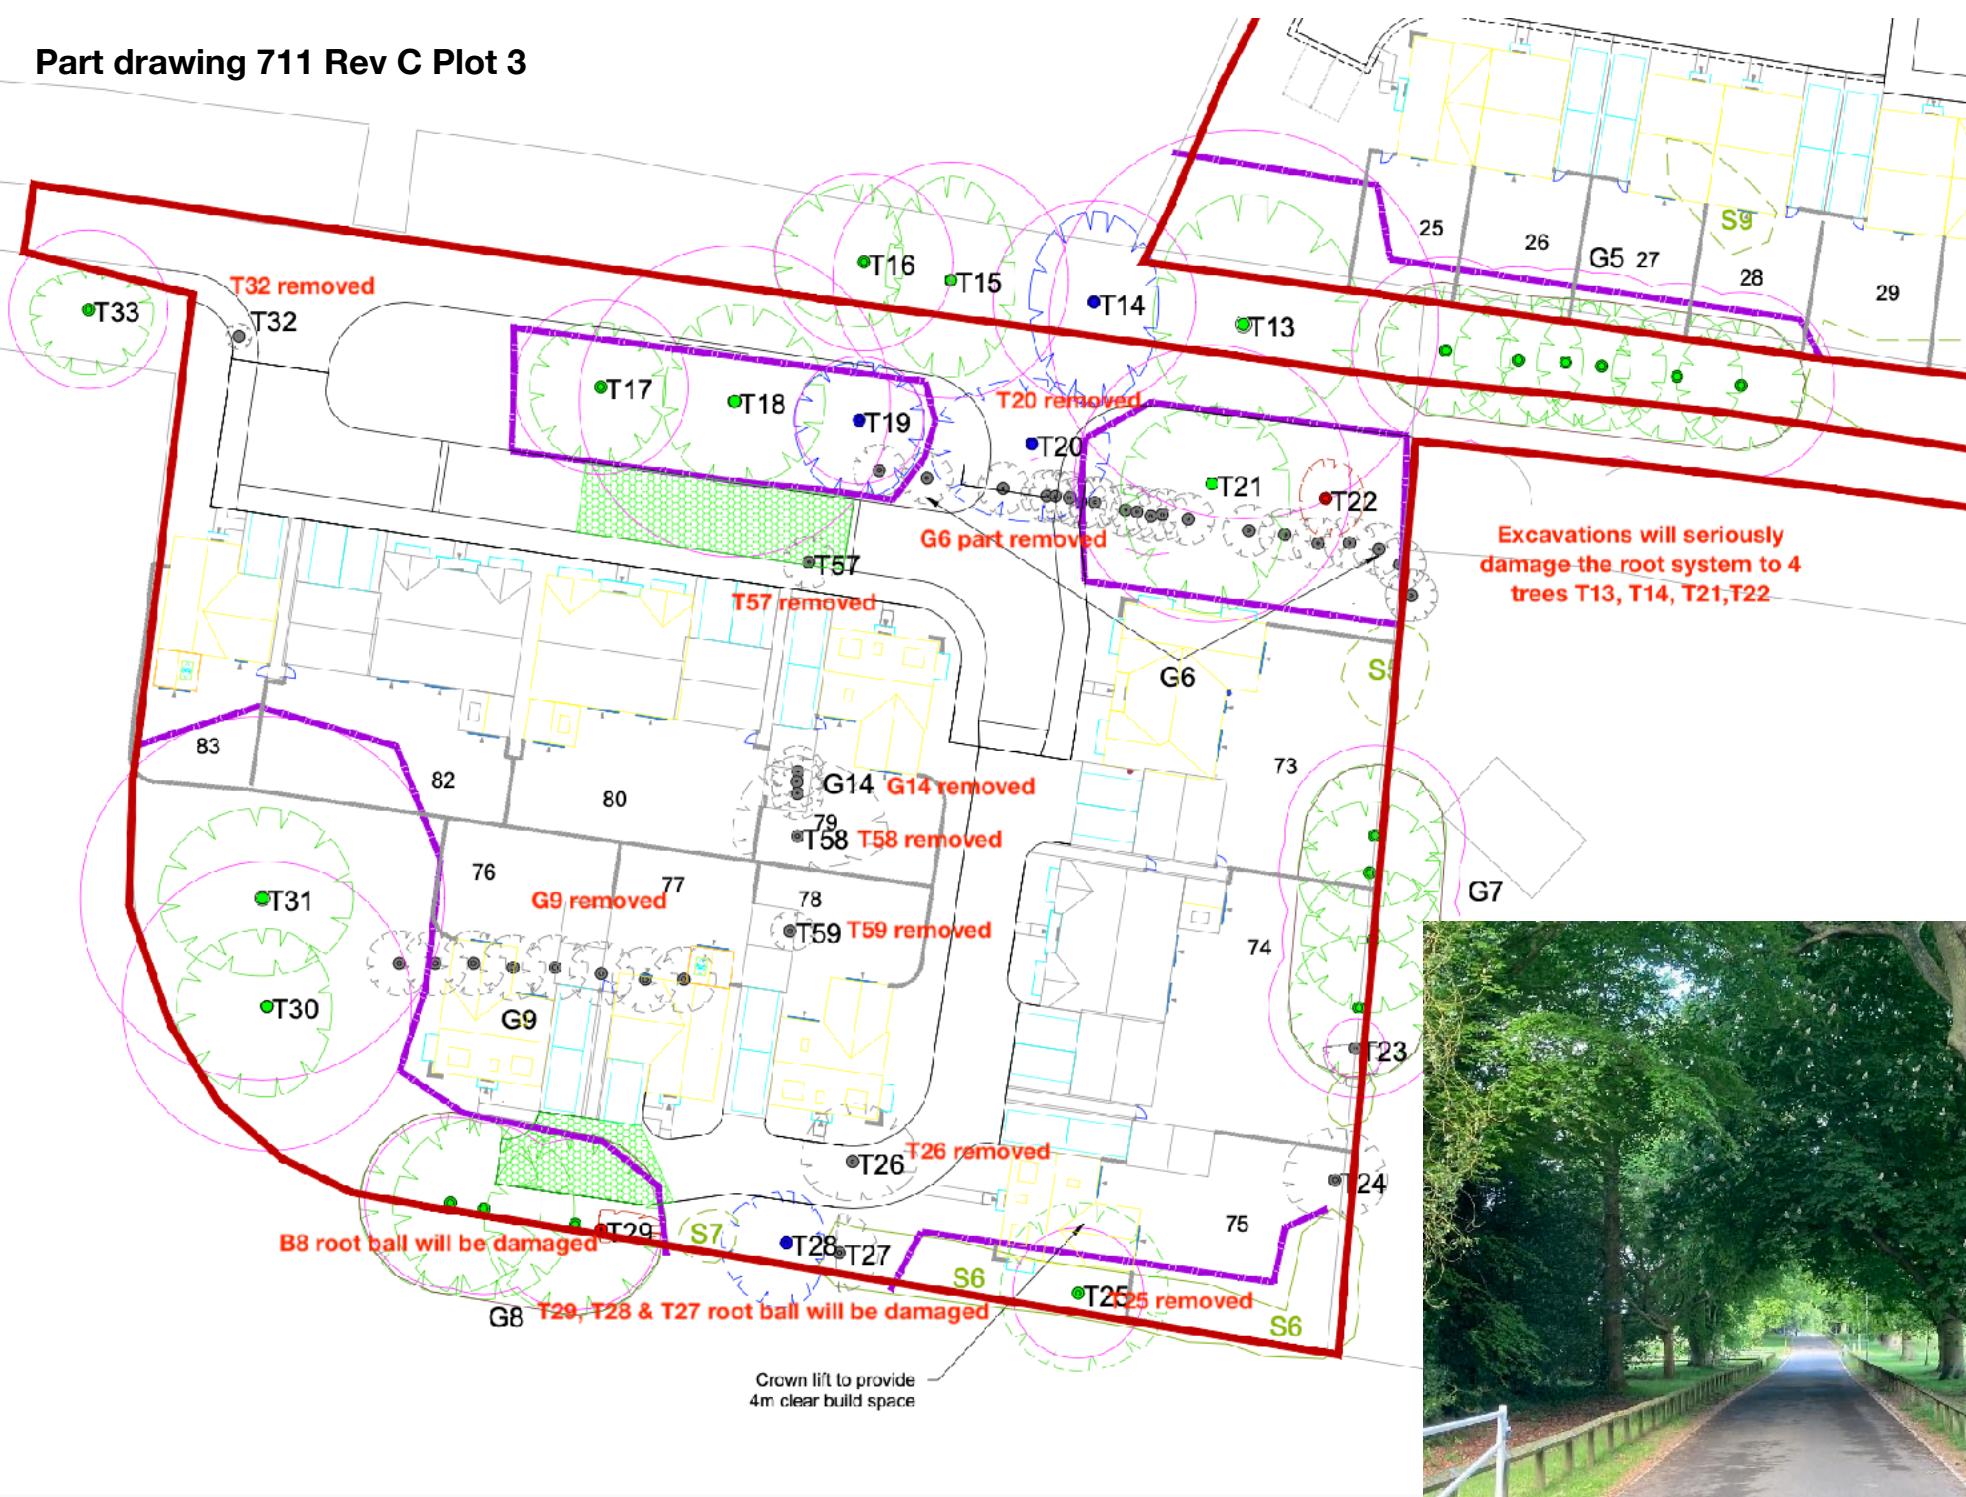 Part drawing 711 Rev C Plot 3
25
26
G5 27
S9
28
29
T16
T15
T14
T13
T32 removed
T33
T32
T17
T18
T19
T20 removed
T20
T21
T22
G6 part removed
Excavations will seriously
damage the root system to 4
trees T13, T14, T21,T22
T57
T57 removed
G6
S5
83
82
80
73
G14
G14 removed
79
T58
T58 removed
76
77
78
G9 removed
T59
T59 removed
G7
74
T31
T30
G9
T23
T26
T26 removed
T24
75
T29
S7
T28
T27
B8 root ball will be damaged
S6
T25
T25 removed
G8
T29, T28 & T27 root ball will be damaged
S6
Crown lift to provide
4m clear build space